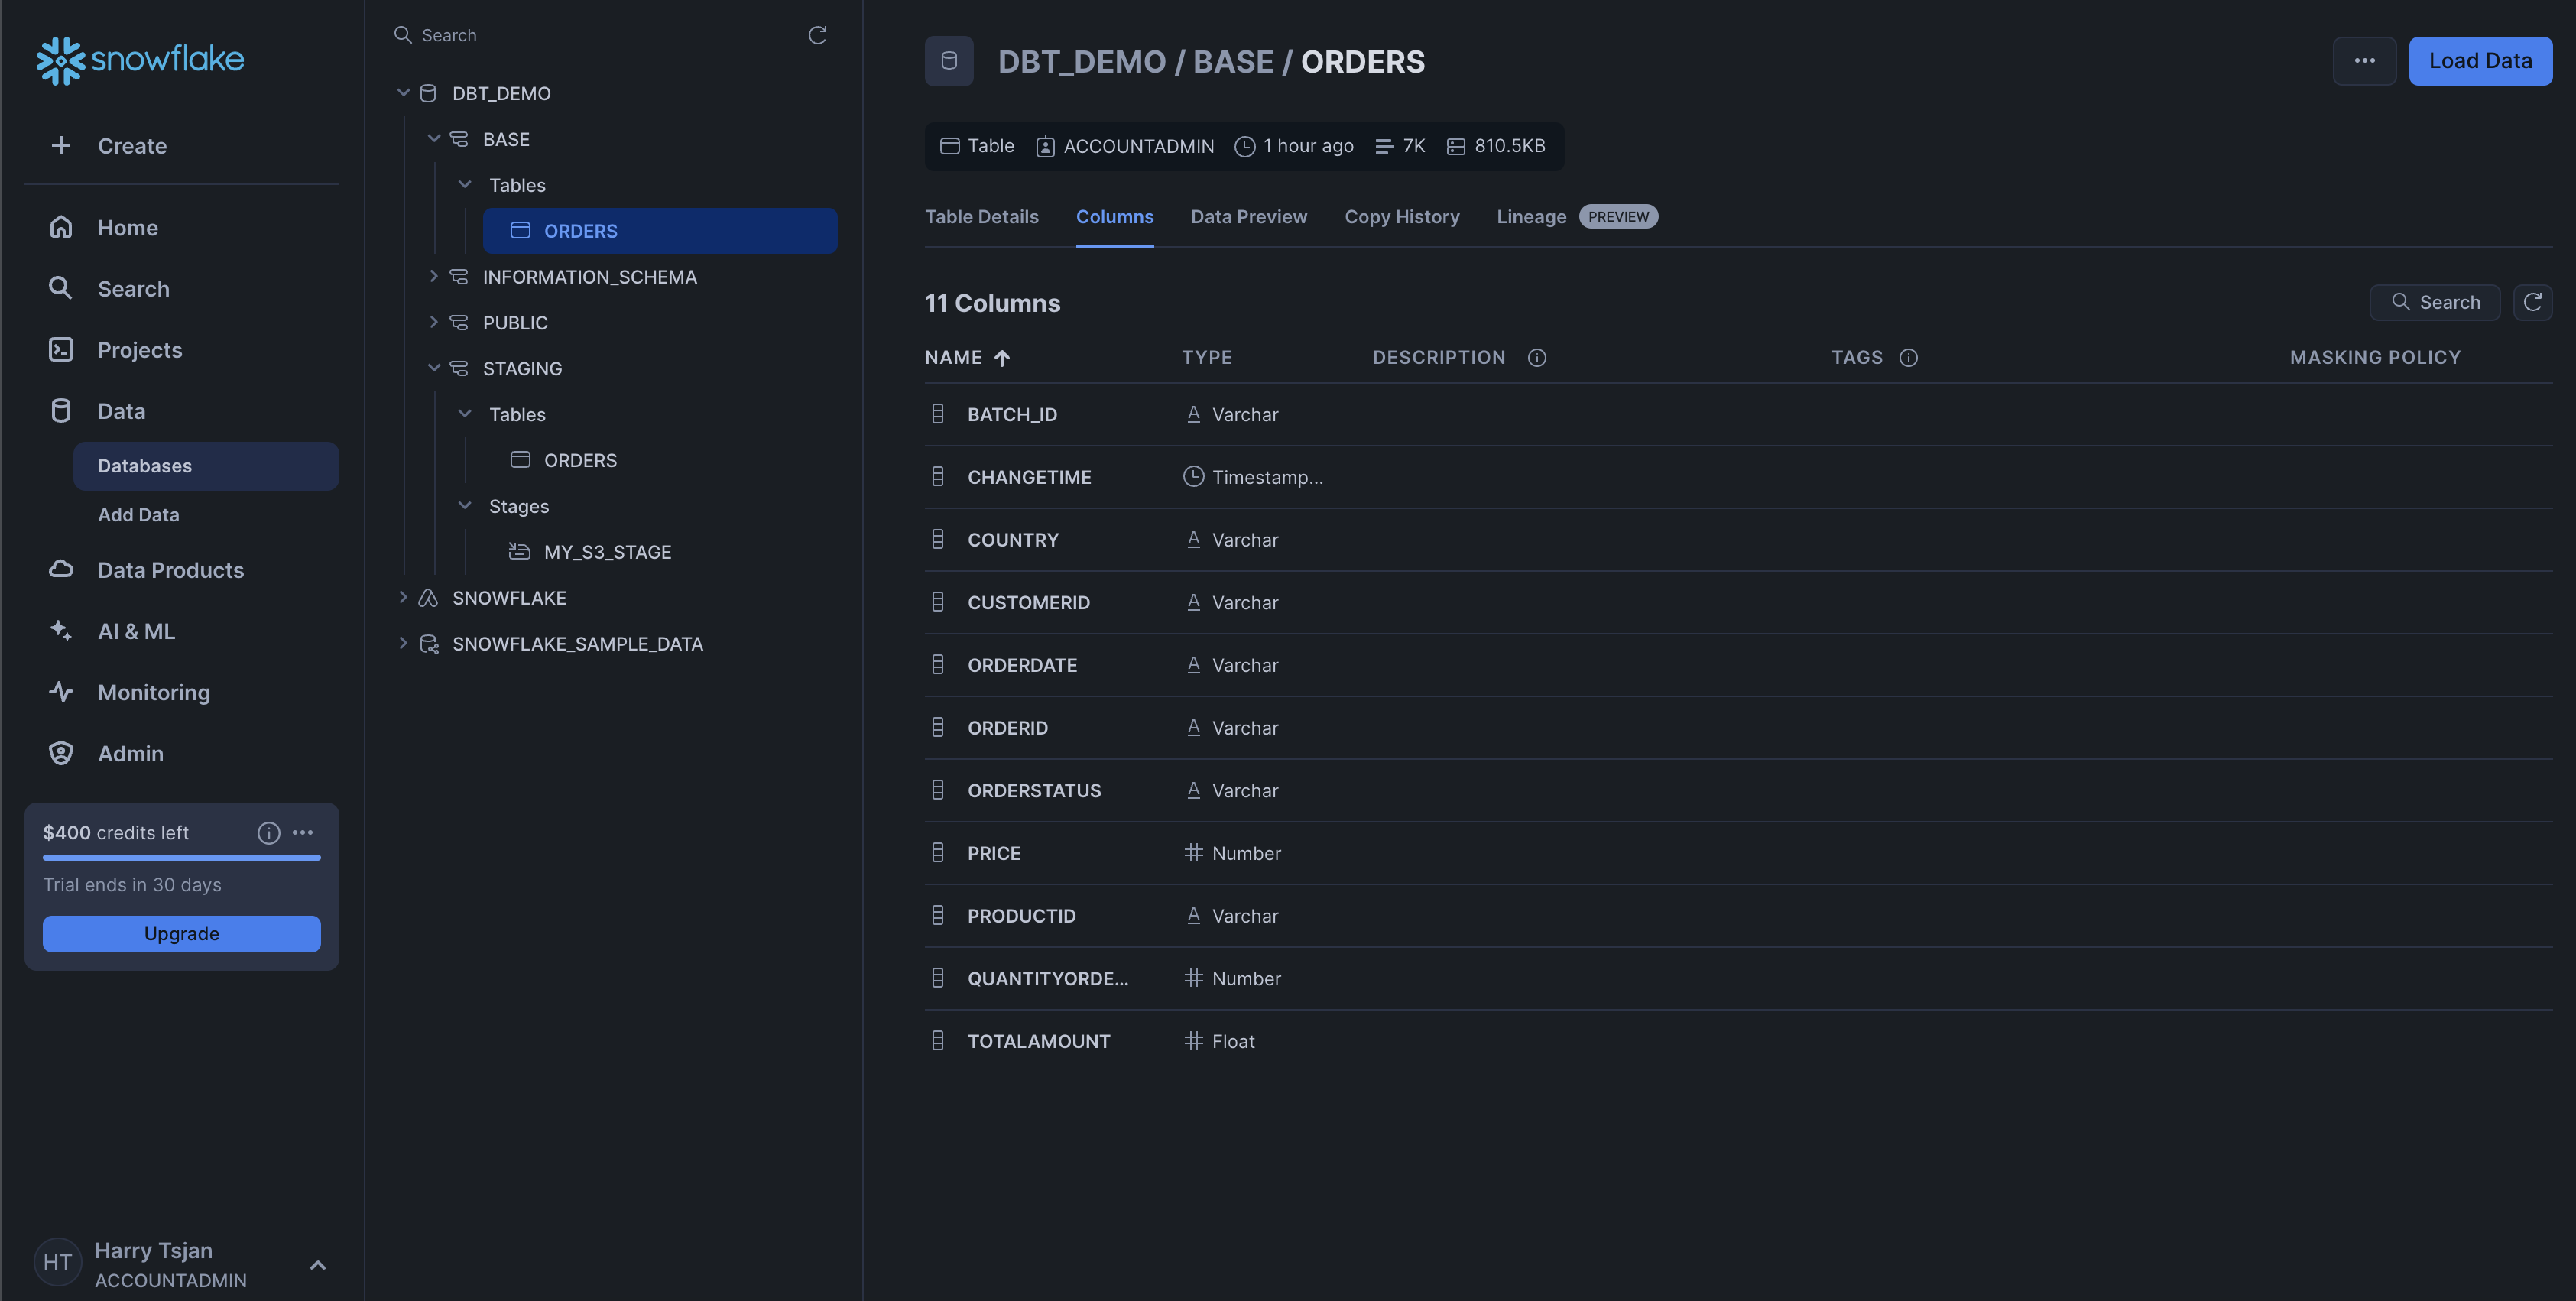 snowflake
Create
Home
Search
Projects
Data
Databases
Add Data
Data Products
AI & ML
Monitoring
Admin
$400 credits left
Trial ends in 30 days
Upgrade
HT
Harry Tsjan
ACCOUNTADMIN
Search
DBT_DEMO
BASE
Tables
ORDERS
INFORMATION_SCHEMA
PUBLIC
STAGING
Tables
ORDERS
Stages
MY_S3_STAGE
SNOWFLAKE
SNOWFLAKE_SAMPLE_DATA
DBT_DEMO / BASE / ORDERS
... Load Data
Table ACCOUNTADMIN 1 hour ago 7K 810.5KB
Table Details Columns Data Preview Copy History Lineage PREVIEW
11 Columns
Search
NAME TYPE DESCRIPTION TAGS MASKING POLICY
BATCH_ID A Varchar
CHANGETIME Timestamp...
COUNTRY A Varchar
CUSTOMERID A Varchar
ORDERDATE A Varchar
ORDERID A Varchar
ORDERSTATUS A Varchar
PRICE # Number
PRODUCTID A Varchar
QUANTITYORDE... # Number
TOTALAMOUNT # Float